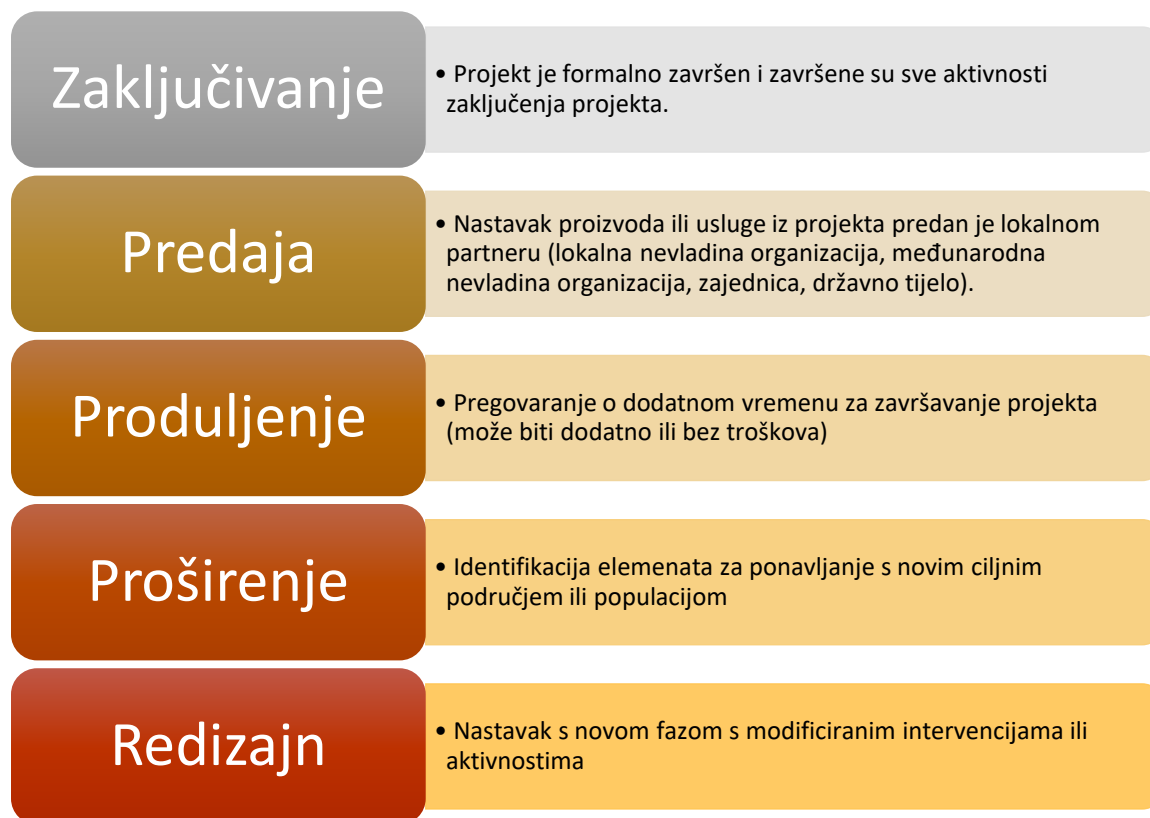 Zaključivanje
• Projekt je formalno završen i završene su sve aktivnosti
zaključenja projekta.
Predaja
• Nastavak proizvoda ili usluge iz projekta predan je lokalnom
partneru (lokalna nevladina organizacija, međunarodna
nevladina organizacija, zajednica, državno tijelo).
Produljenje
• Pregovaranje o dodatnom vremenu za završavanje projekta
(može biti dodatno ili bez troškova)
Proširenje
• Identifikacija elemenata za ponavljanje s novim ciljnim
područjem ili populacijom
Redizajn
• Nastavak s novom fazom s modificiranim intervencijama ili
aktivnostima